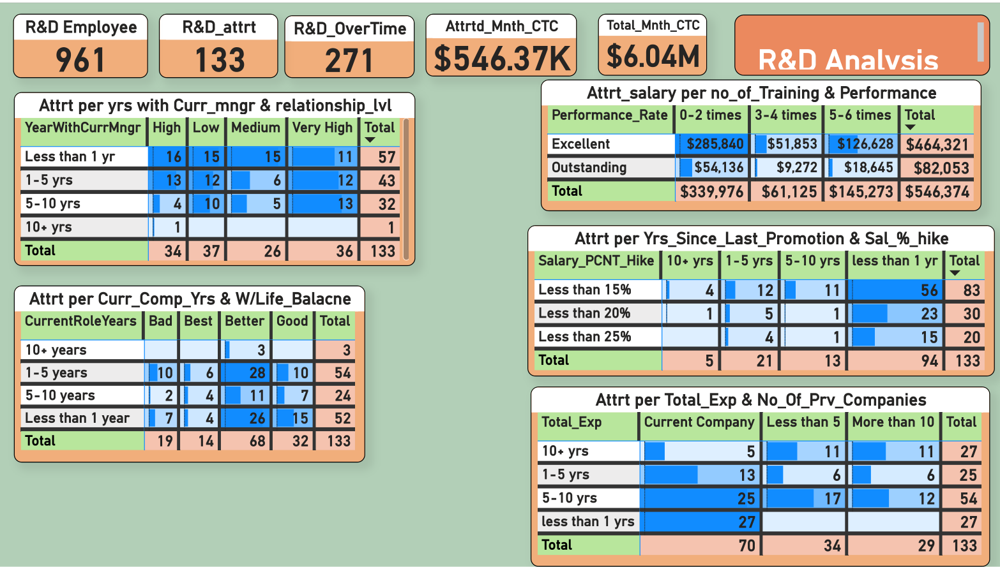 R&D Employee
961
R&D_attrt
133
R&D_OverTime
271
Attrtd_Mnth_CTC
$546.37K
Total_Mnth_CTC
$6.04M
R&D Analysis
Attrt per yrs with Curr_mngr & relationship_lvl
YearWithCurrMngr High Low Medium Very High Total
Less than 1 yr 16 15 15 11 57
1-5 yrs 13 12 6 12 43
5-10 yrs 4 10 5 13 32
10+ yrs 1 1
Total 34 37 26 36 133
Attrt_salary per no_of_Training & Performance
Performance_Rate 0-2 times 3-4 times 5-6 times Total
Excellent $285,840 $51,853 $126,628 $464,321
Outstanding $54,136 $9,272 $18,645 $82,053
Total $339,976 $61,125 $145,273 $546,374
Attrt per Yrs_Since_Last_Promotion & Sal_%_hike
Salary_PCNT_Hike 10+ yrs 1-5 yrs 5-10 yrs less than 1 yr Total
Less than 15% 4 12 11 56 83
Less than 20% 1 5 1 23 30
Less than 25% 4 1 15 20
Total 5 21 13 94 133
Attrt per Curr_Comp_Yrs & W/Life_Balacne
CurrentRoleYears Bad Best Better Good Total
10+ years 3 3
1-5 years 10 6 28 10 54
5-10 years 2 4 11 7 24
Less than 1 year 7 4 26 15 52
Total 19 14 68 32 133
Attrt per Total_Exp & No_Of_Prv_Companies
Total_Exp Current Company Less than 5 More than 10 Total
10+ yrs 5 11 11 27
1-5 yrs 13 6 6 25
5-10 yrs 25 17 12 54
less than 1 yrs 27 27
Total 70 34 29 133